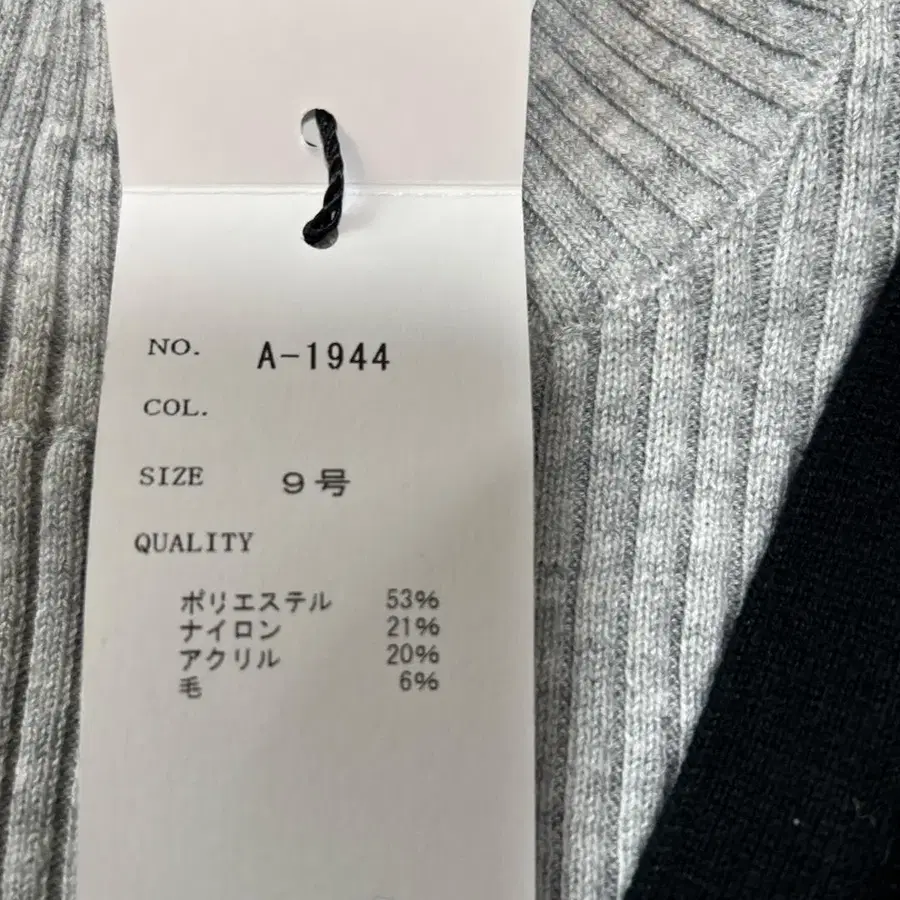 NO. A-1944
COL.
SIZE 9号
QUALITY
ポリエステル 53%
ナイロン 21%
アクリル 20%
毛 6%